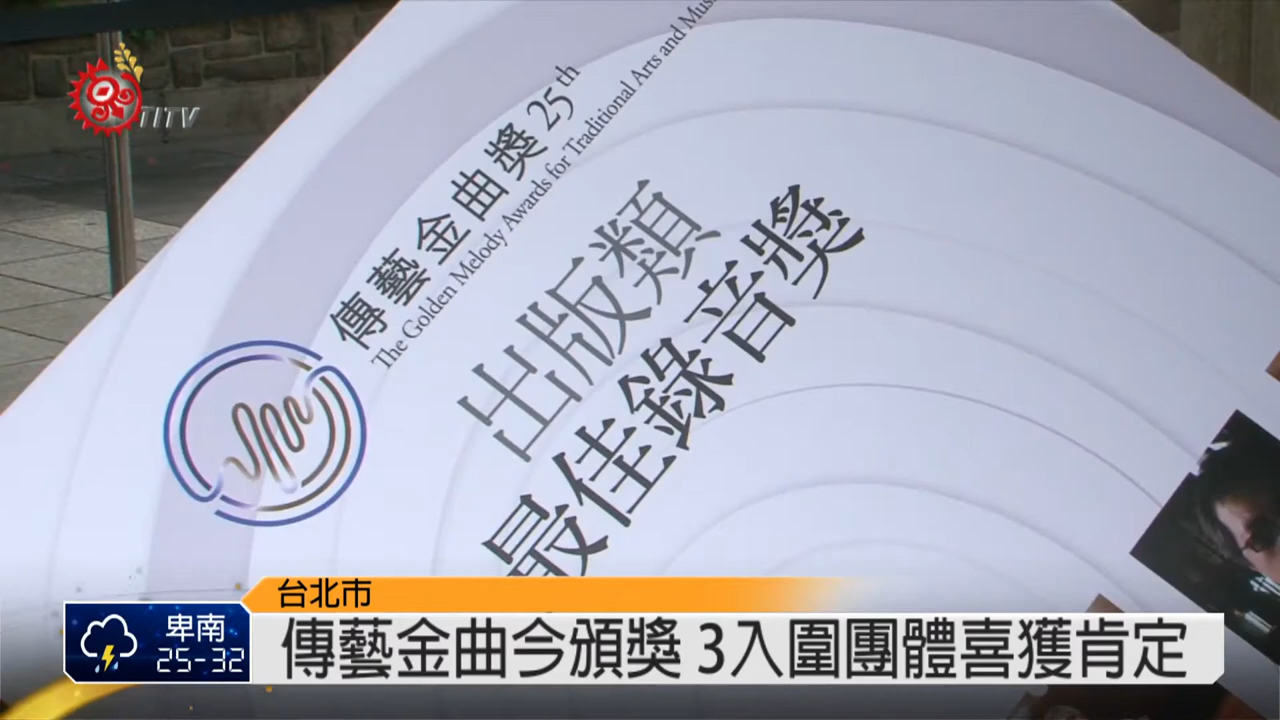 TITV
傳藝金曲獎 25th
The Golden Melody Awards for Traditional Arts and Mus
出版類
最佳錄音獎
台北市
卑南
25-32
傳藝金曲今頒獎 3入圍團體喜獲肯定